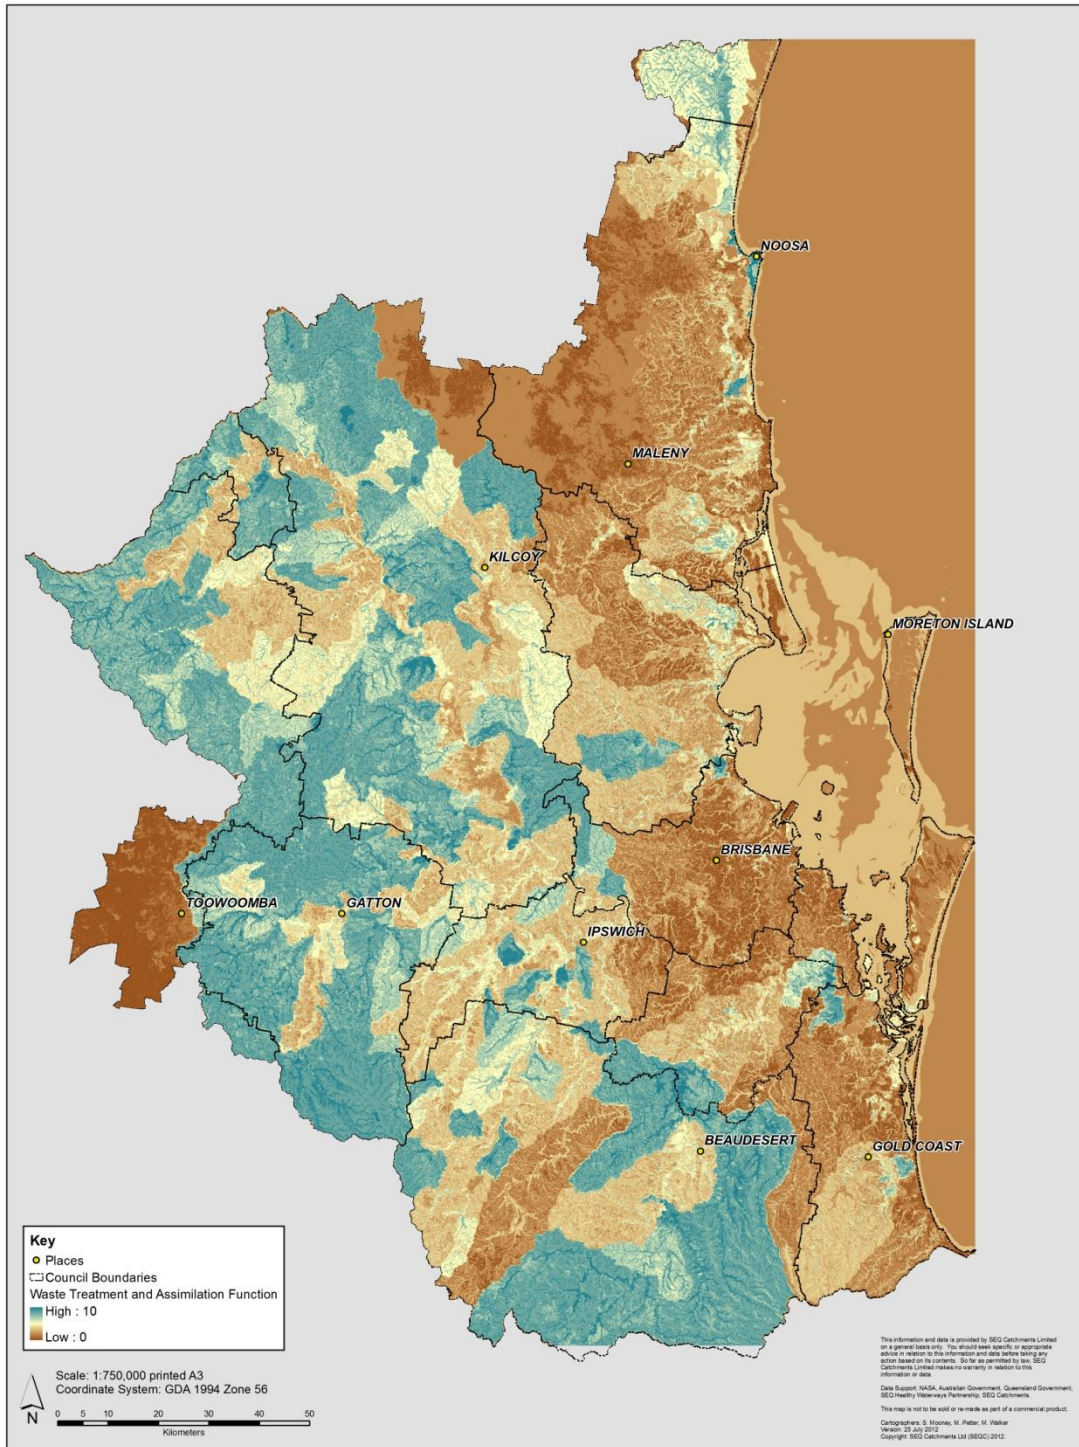 NOOSA
MALENY
KILCOY
MORETON ISLAND
BRISBANE
TOOWOOMBA
GATTON
IPSWICH
BEAUDESERT
GOLD COAST
Key
Places
Council Boundaries
Waste Treatment and Assimilation Function
High : 10
Low : 0
Scale: 1:750,000 printed A3
Coordinate System: GDA 1994 Zone 56
N
0 5 10 20 30 40 50
Kilometers
This information and data is provided by SEQ Catchments Limited
on a general basis only. You should seek specific or appropriate
advice in relation to this information and data before taking any
action based on its contents. So far as permitted by law, SEQ
Catchments Limited makes no warranty in relation to this
information or data.
Data Support: NASA, Australian Government, Queensland Government,
SEQ Healthy Waterways Partnership, SEQ Catchments.
This map is not to be sold or re-made as part of a commercial product.
Cartographers: S. Mooney, M. Petter, M. Walker
Version: 23 July 2012
Copyright: SEQ Catchments Ltd (SEQC) 2012.